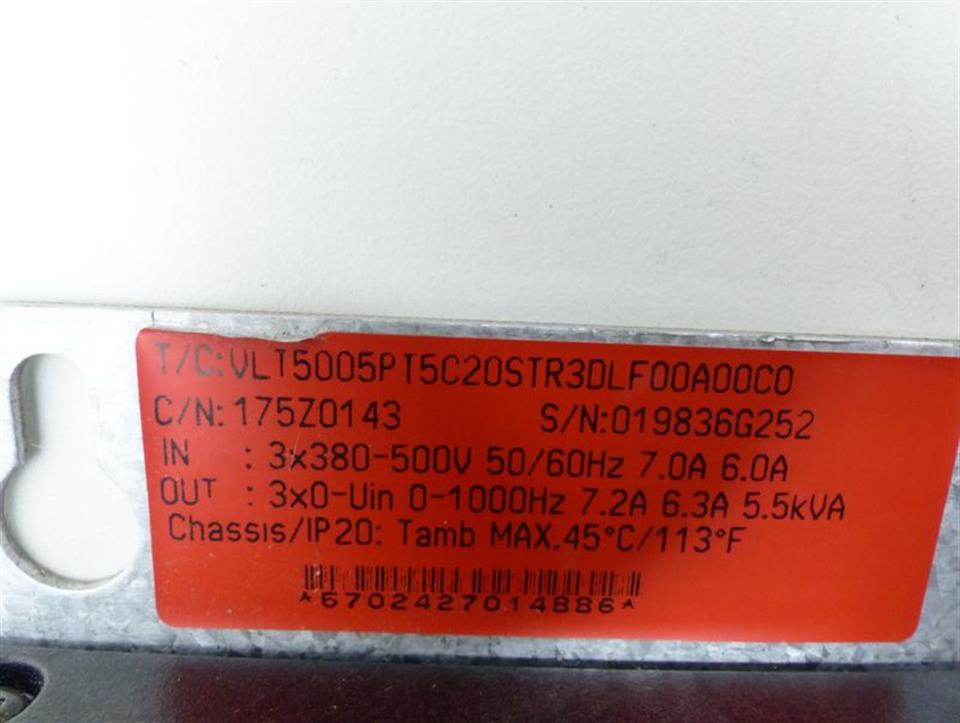 T/C:VLT5005PT5C20STR3DLF00A00C0
C/N: 175Z0143 S/N:019836G252
IN : 3x380-500V 50/60Hz 7.0A 6.0A
OUT : 3x0-Uin 0-1000Hz 7.2A 6.3A 5.5kVA
Chassis/IP20: Tamb MAX.45°C/113°F
*5702427014886*